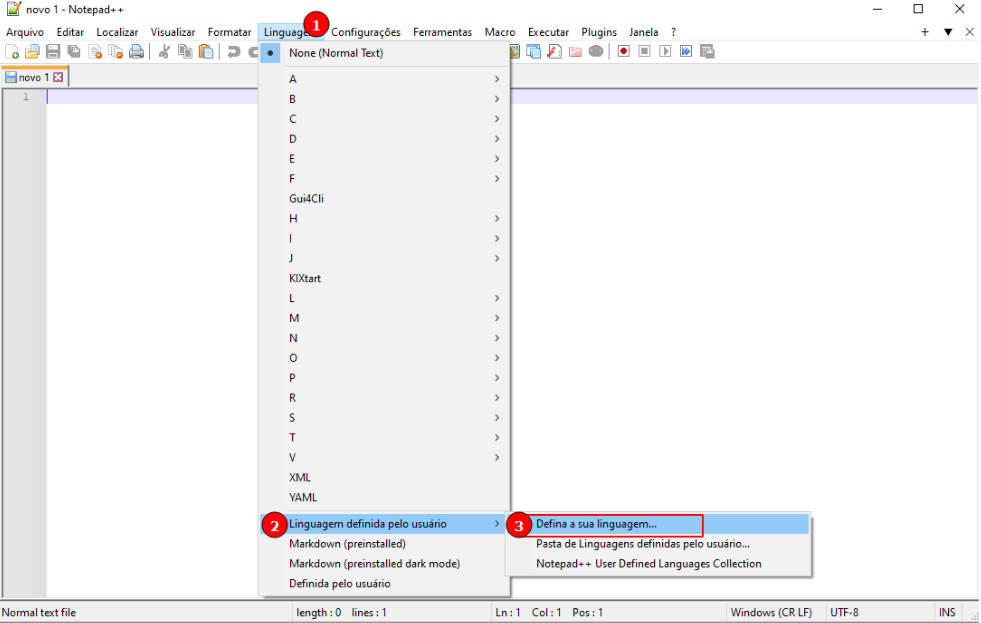 novo 1 - Notepad++
1
Arquivo Editar Localizar Visualizar Formatar Linguagem Configurações Ferramentas Macro Executar Plugins Janela ?
None (Normal Text)
novo 1
1
A
B
C
D
E
F
Gui4Cli
H
I
J
KIXtart
L
M
N
O
P
R
S
T
V
XML
YAML
2 Linguagem definida pelo usuário
3 Defina a sua linguagem...
Markdown (preinstalled)
Pasta de Linguagens definidas pelo usuário...
Markdown (preinstalled dark mode)
Notepad++ User Defined Languages Collection
Definida pelo usuário
Normal text file length : 0 lines : 1 Ln : 1 Col : 1 Pos : 1 Windows (CR LF) UTF-8 INS